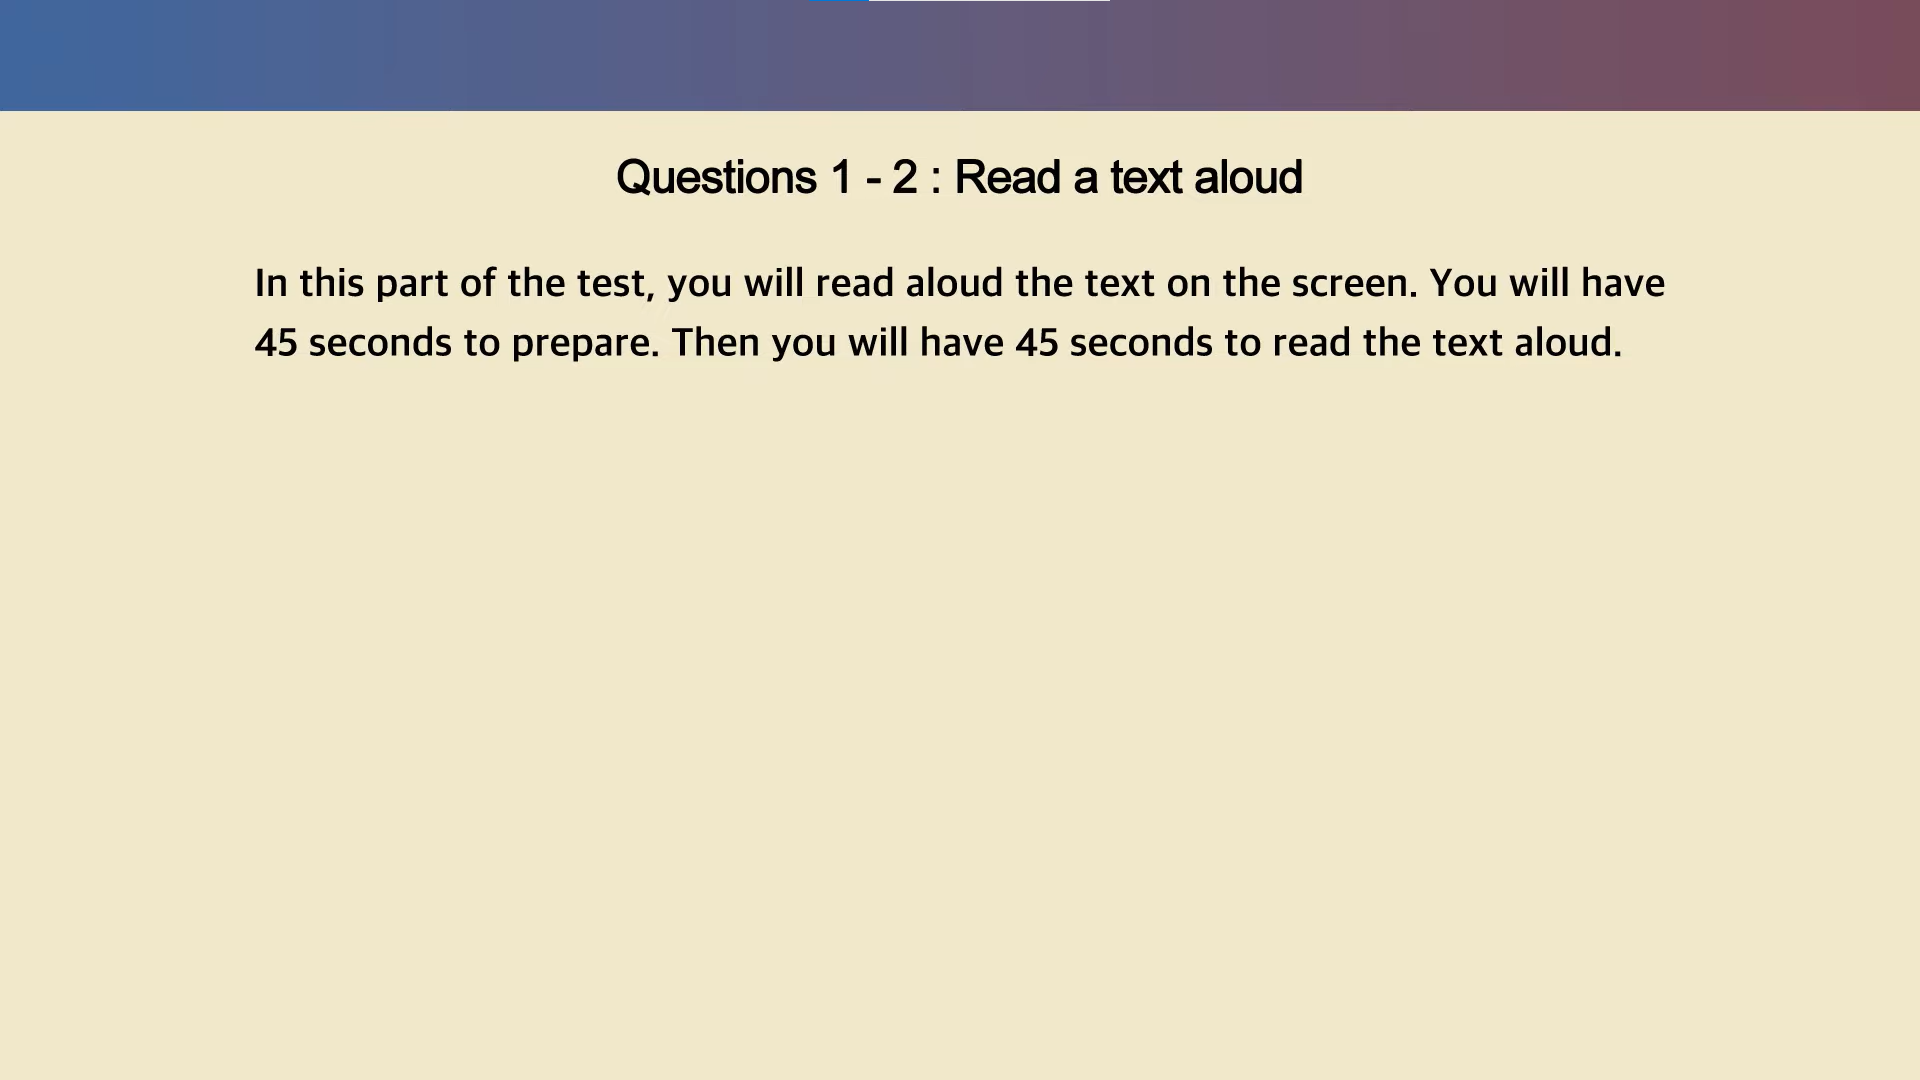 Questions 1 - 2 : Read a text aloud
In this part of the test, you will read aloud the text on the screen. You will have
45 seconds to prepare. Then you will have 45 seconds to read the text aloud.